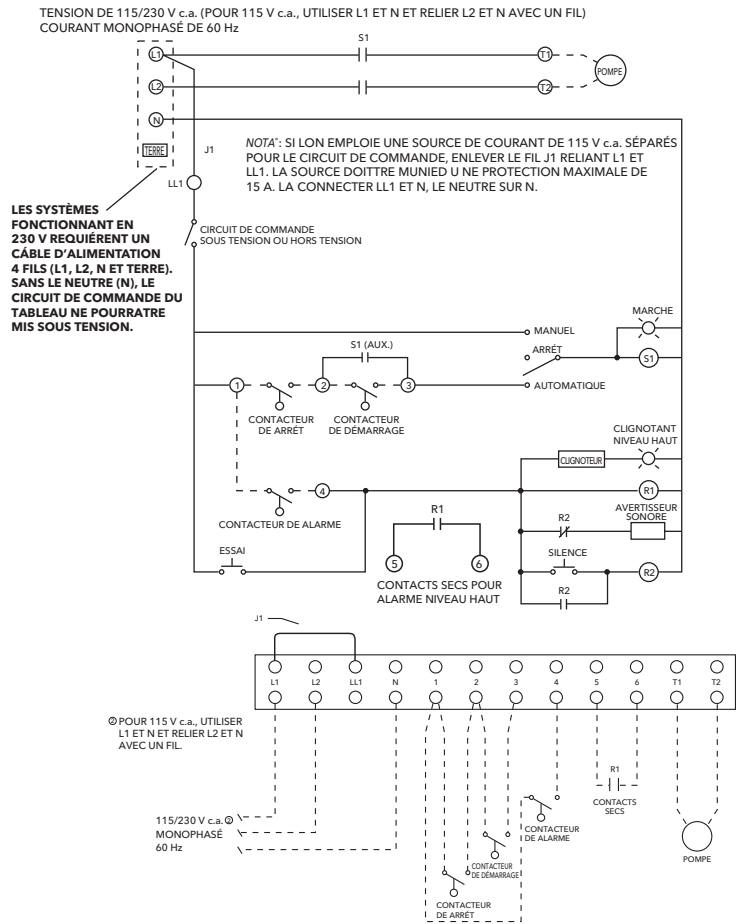 TENSION DE 115/230 V c.a. (POUR 115 V c.a., UTILISER L1 ET N ET RELIER L2 ET N AVEC UN FIL)
COURANT MONOPHASÉ DE 60 Hz
S1
L1
T1
POMPE
L2
T2
N
TERRE
J1
NOTA": SI LON EMPLOIE UNE SOURCE DE COURANT DE 115 V c.a. SÉPARÉS
POUR LE CIRCUIT DE COMMANDE, ENLEVER LE FIL J1 RELIANT L1 ET
LL1. LA SOURCE DOITTRE MUNIED U NE PROTECTION MAXIMALE DE
15 A. LA CONNECTER LL1 ET N, LE NEUTRE SUR N.
LL1
LES SYSTÈMES
FONCTIONNANT EN
230 V REQUIÉRENT UN
CÁBLE D'ALIMENTATION
4 FILS (L1, L2, N ET TERRE).
SANS LE NEUTRE (N), LE
CIRCUIT DE COMMANDE DU
TABLEAU NE POURRATRE
MIS SOUS TENSION.
CIRCUIT DE COMMANDE
SOUS TENSION OU HORS TENSION
MARCHE
MANUEL
S1 (AUX.)
ARRÉT
S1
1
2
3
AUTOMATIQUE
CONTACTEUR
DE ARRÉT
CONTACTEUR
DE DÉMARRAGE
CLIGNOTANT
NIVEAU HAUT
CLIGNOTEUR
4
R1
CONTACTEUR DE ALARME
AVERTISSEUR
SONORE
R1
R2
ESSAI
SILENCE
5
6
R2
CONTACTS SECS POUR
ALARME NIVEAU HAUT
R2
J1
L1 L2 LL1 N 1 2 3 4 5 6 T1 T2
② POUR 115 V c.a., UTILISER
L1 ET N ET RELIER L2 ET N
AVEC UN FIL.
R1
CONTACTS
SECS
115/230 V c.a. ②
MONOPHASÉ
60 Hz
CONTACTEUR
DE ALARME
POMPE
CONTACTEUR
DE DÉMARRAGE
CONTACTEUR
DE ARRÉT